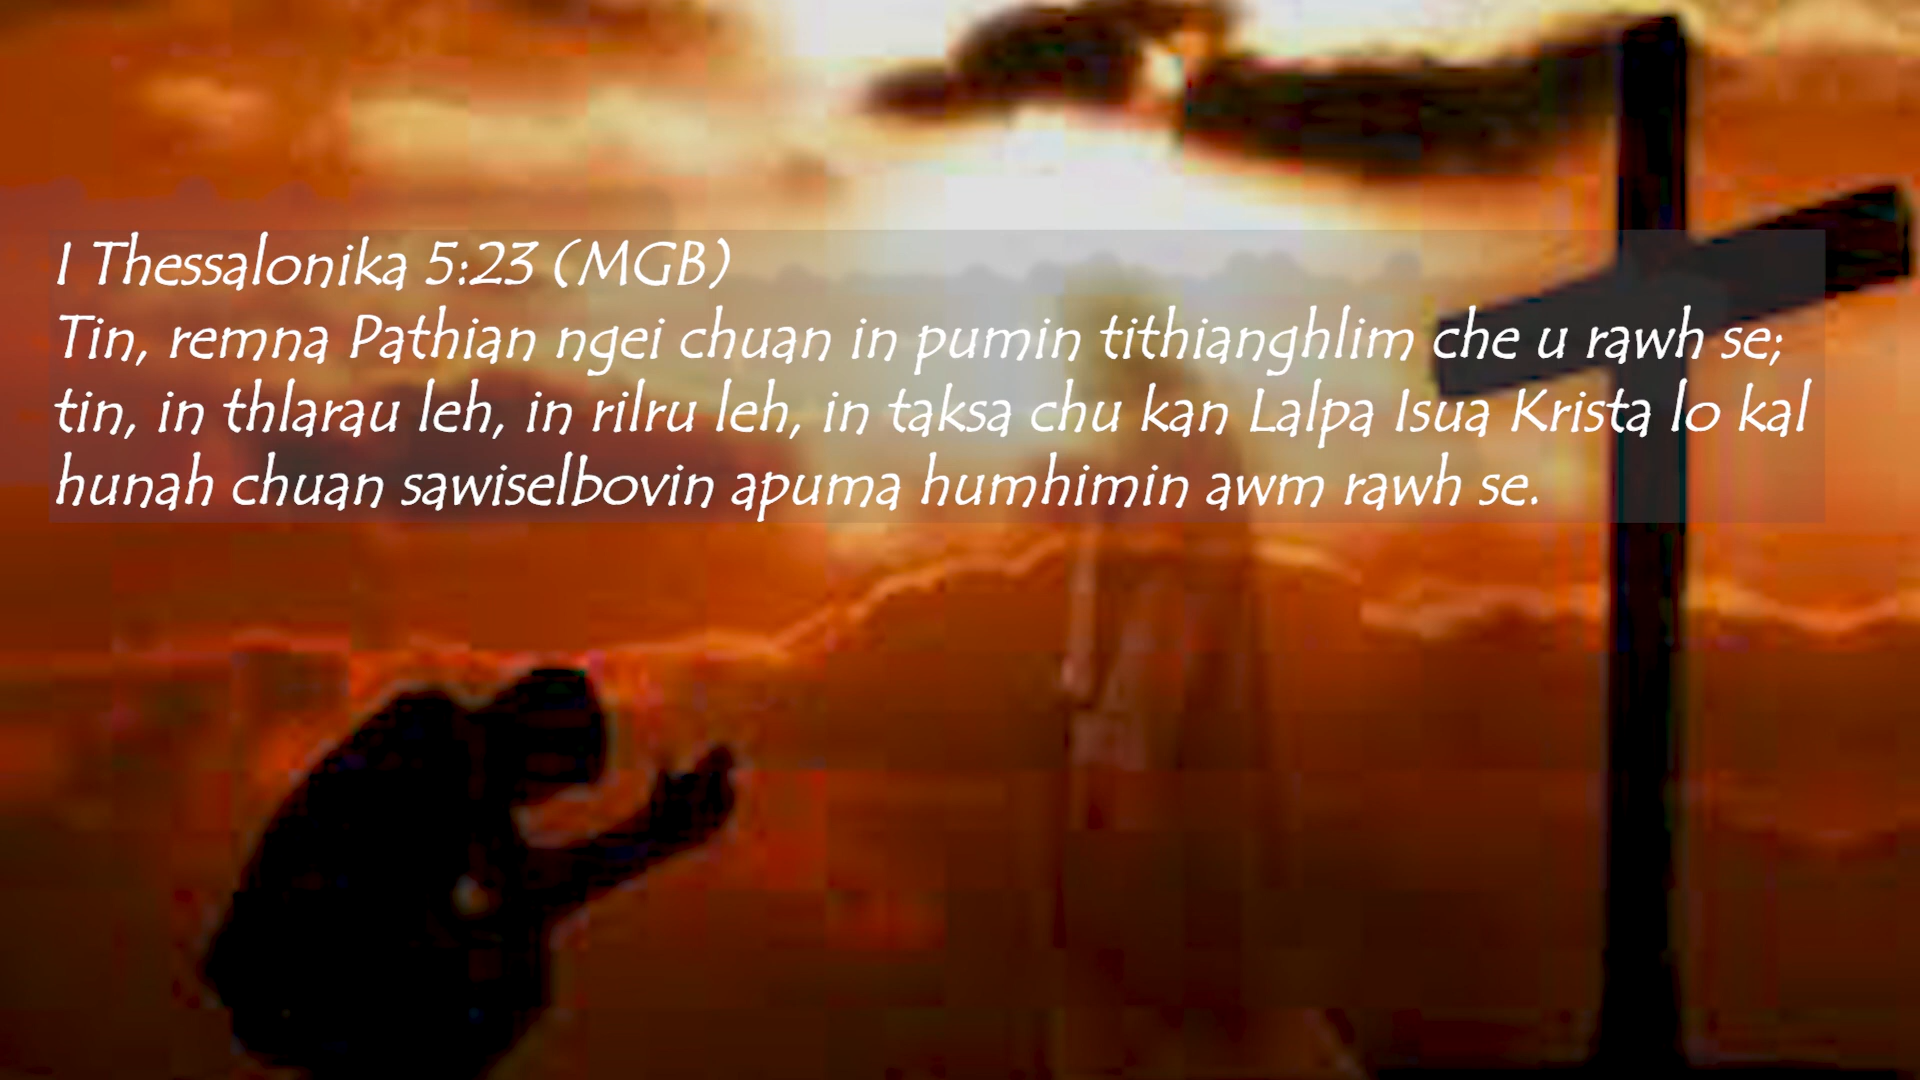 I Thessalonika 5:23 (MGB)
Tin, remna Pathian ngei chuan in pumin tithianghlim che u rawh se;
tin, in thlarau leh, in rilru leh, in taksa chu kan Lalpa Isua Krista lo kal
hunah chuan sawiselbovin apuma humhimin awm rawh se.